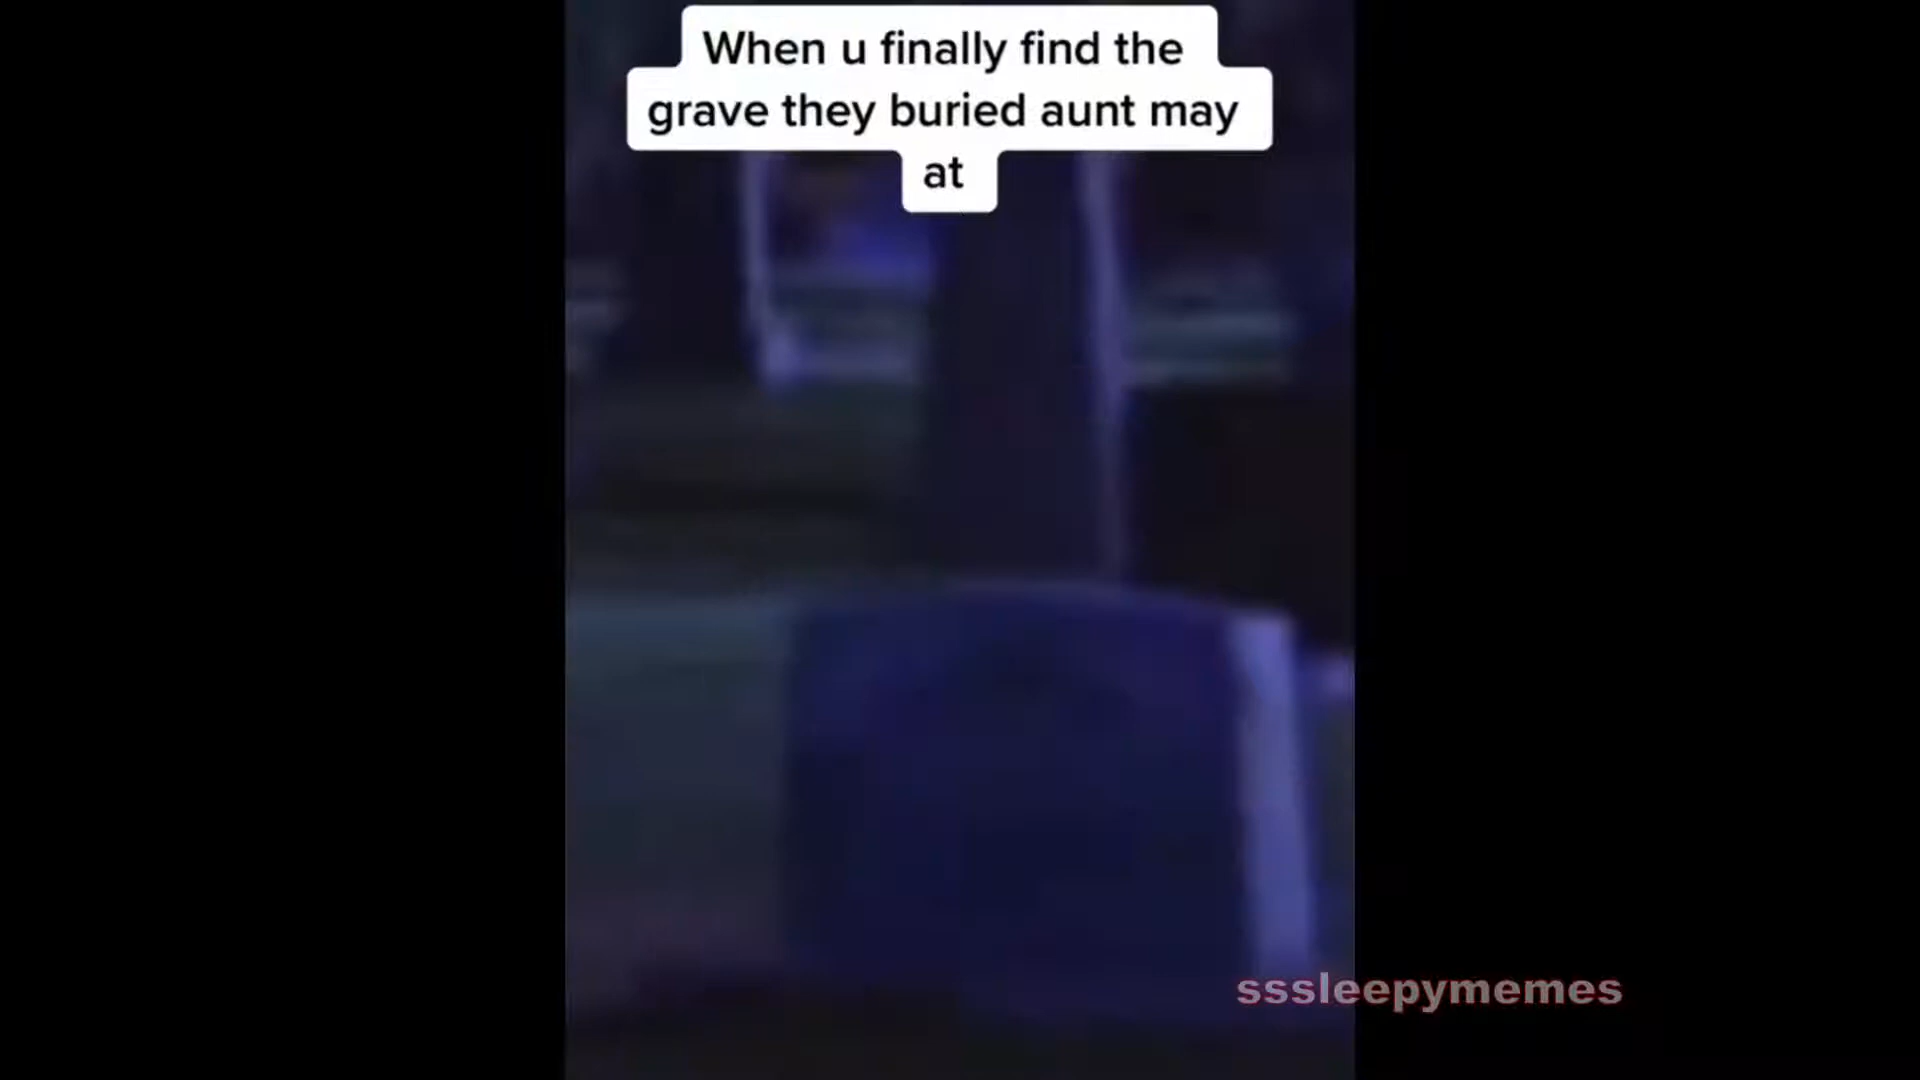 When u finally find the
grave they buried aunt may
at
sssleepymemes